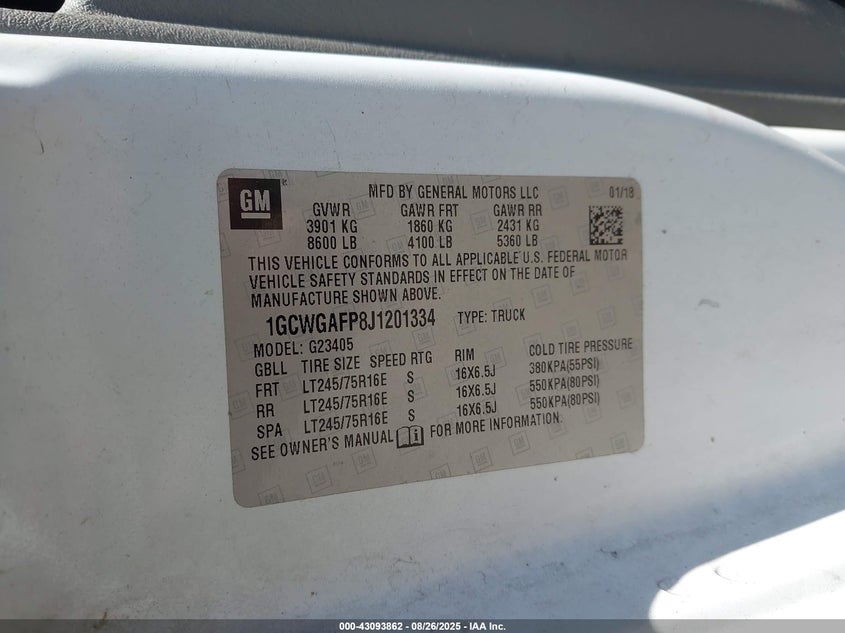 GM
MFD BY GENERAL MOTORS LLC 01/18
GVWR GAWR FRT GAWR RR
3901 KG 1860 KG 2431 KG
8600 LB 4100 LB 5360 LB
THIS VEHICLE CONFORMS TO ALL APPLICABLE U.S. FEDERAL MOTOR
VEHICLE SAFETY STANDARDS IN EFFECT ON THE DATE OF
MANUFACTURE SHOWN ABOVE.
1GCWGAFP8J1201334 TYPE: TRUCK
MODEL: G23405
GBLL TIRE SIZE SPEED RTG RIM COLD TIRE PRESSURE
FRT LT245/75R16E S 16X6.5J 380KPA(55PSI)
RR LT245/75R16E S 16X6.5J 550KPA(80PSI)
SPA LT245/75R16E S 16X6.5J 550KPA(80PSI)
SEE OWNER'S MANUAL FOR MORE INFORMATION.
000-43093862 - 08/26/2025 - IAA Inc.